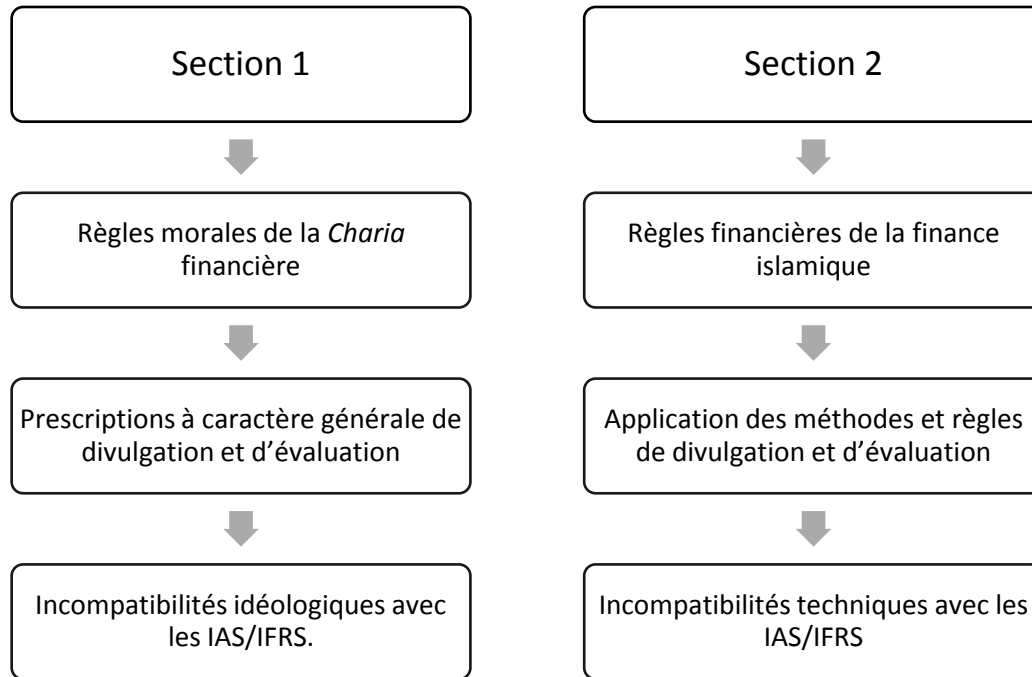 Section 1
Règles morales de la Charia
financière
Prescriptions à caractère générale de
divulgation et d'évaluation
Incompatibilités idéologiques avec
les IAS/IFRS.
Section 2
Règles financières de la finance
islamique
Application des méthodes et règles
de divulgation et d'évaluation
Incompatibilités techniques avec les
IAS/IFRS